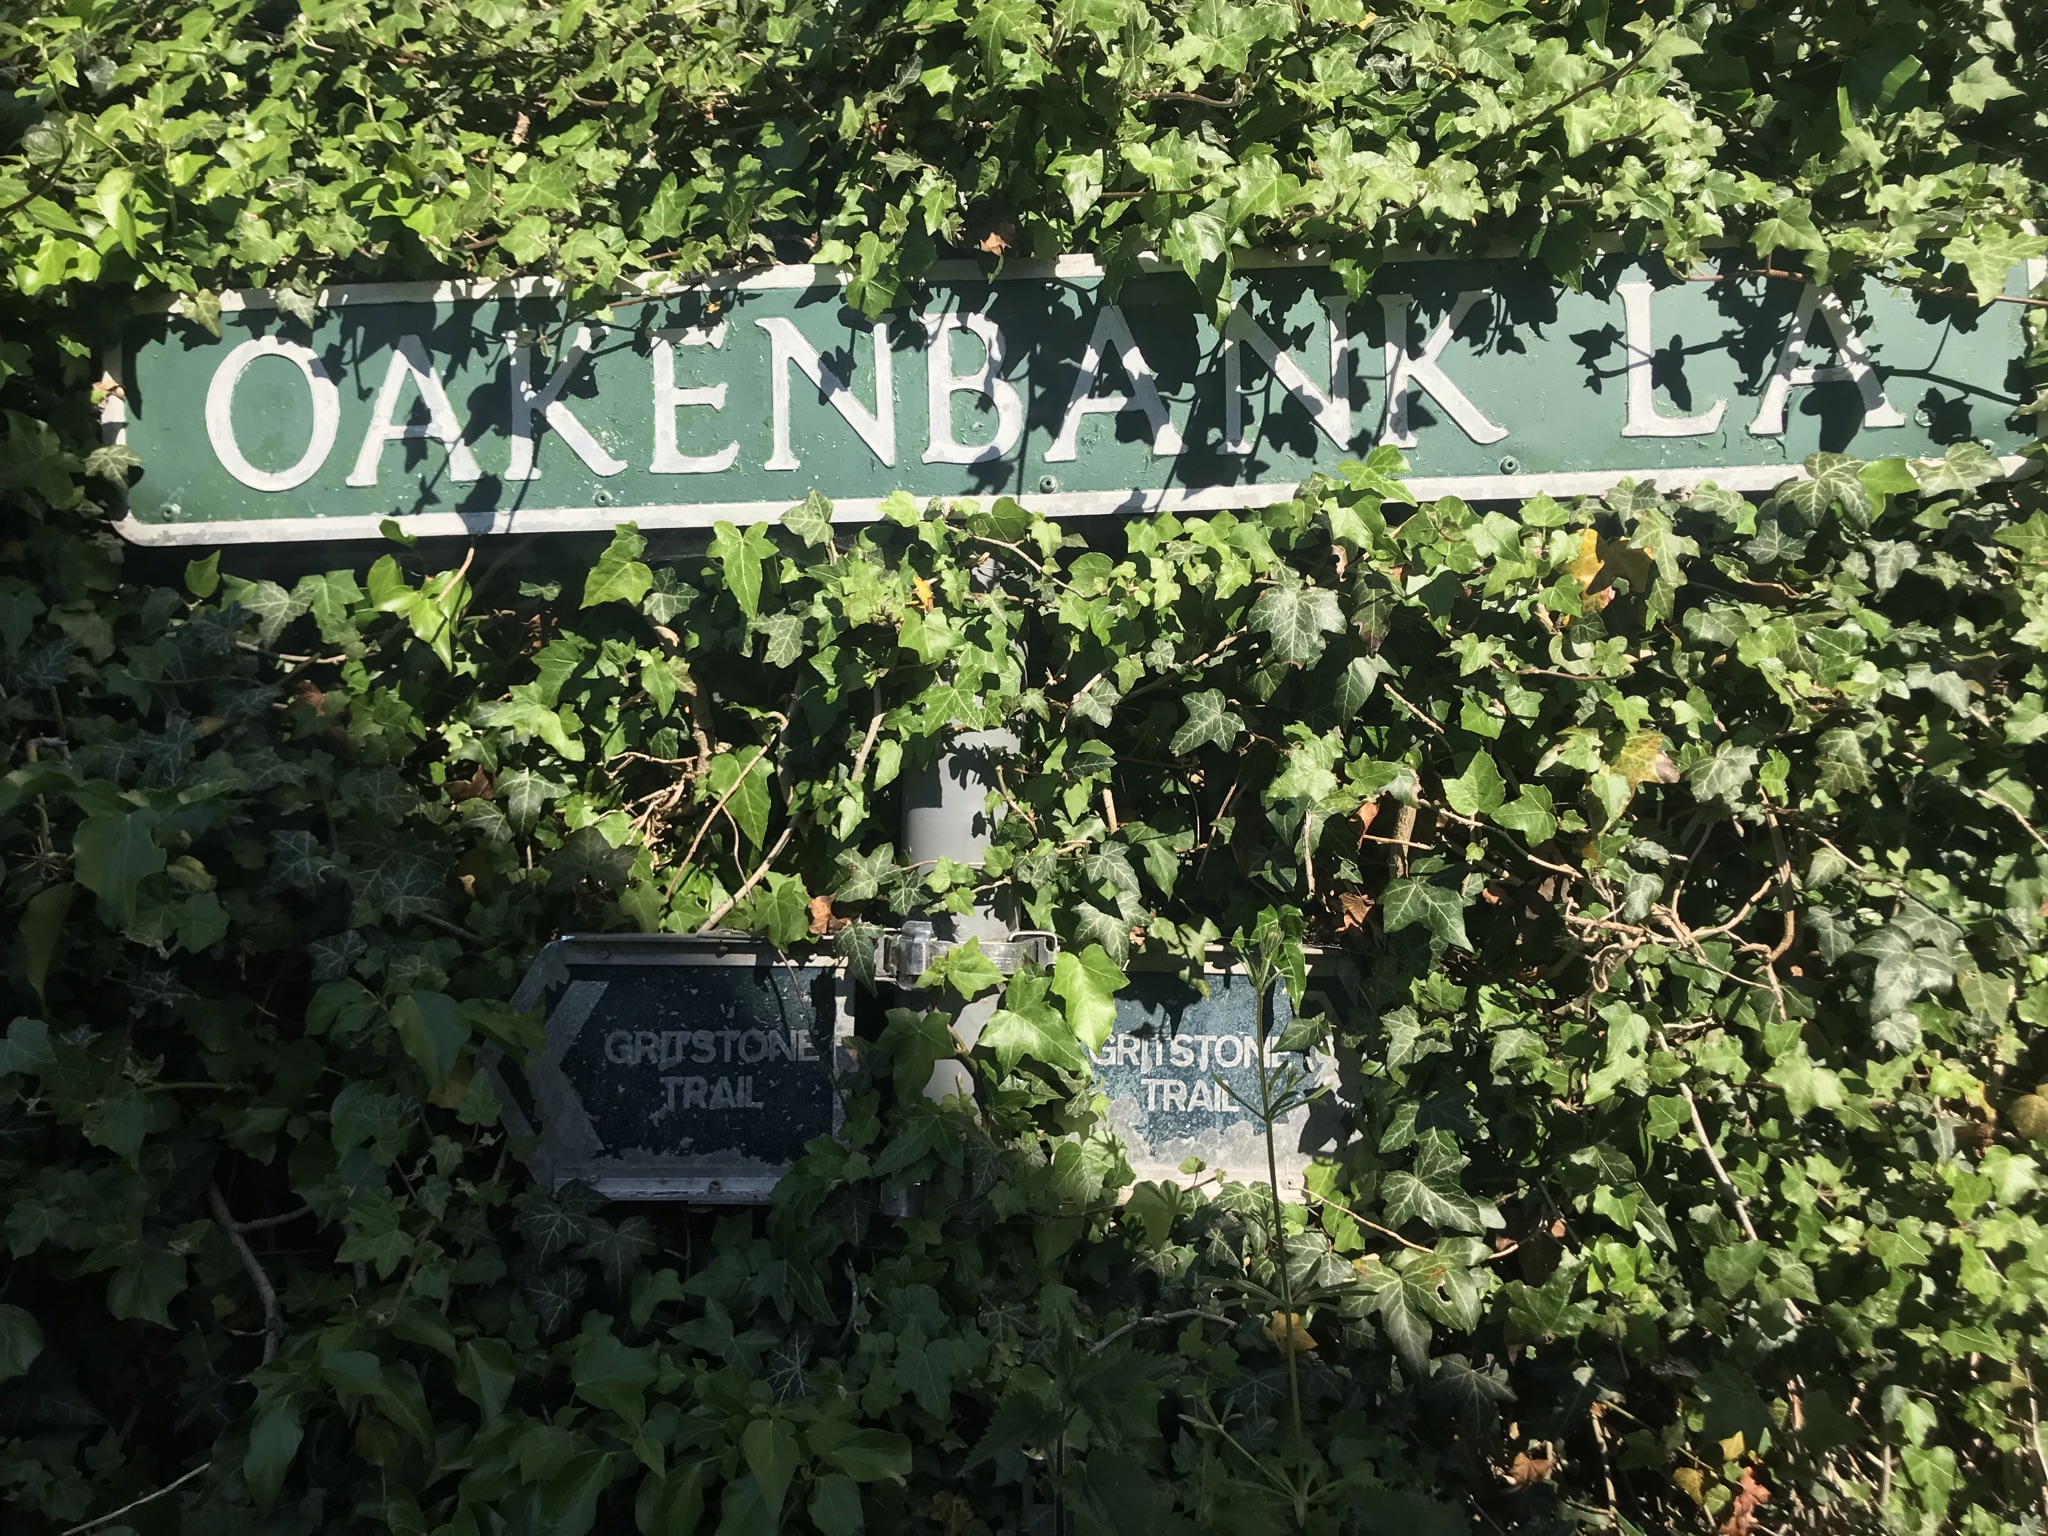 OAKENBANK LA.
GRITSTONE
TRAIL
GRITSTONE
TRAIL